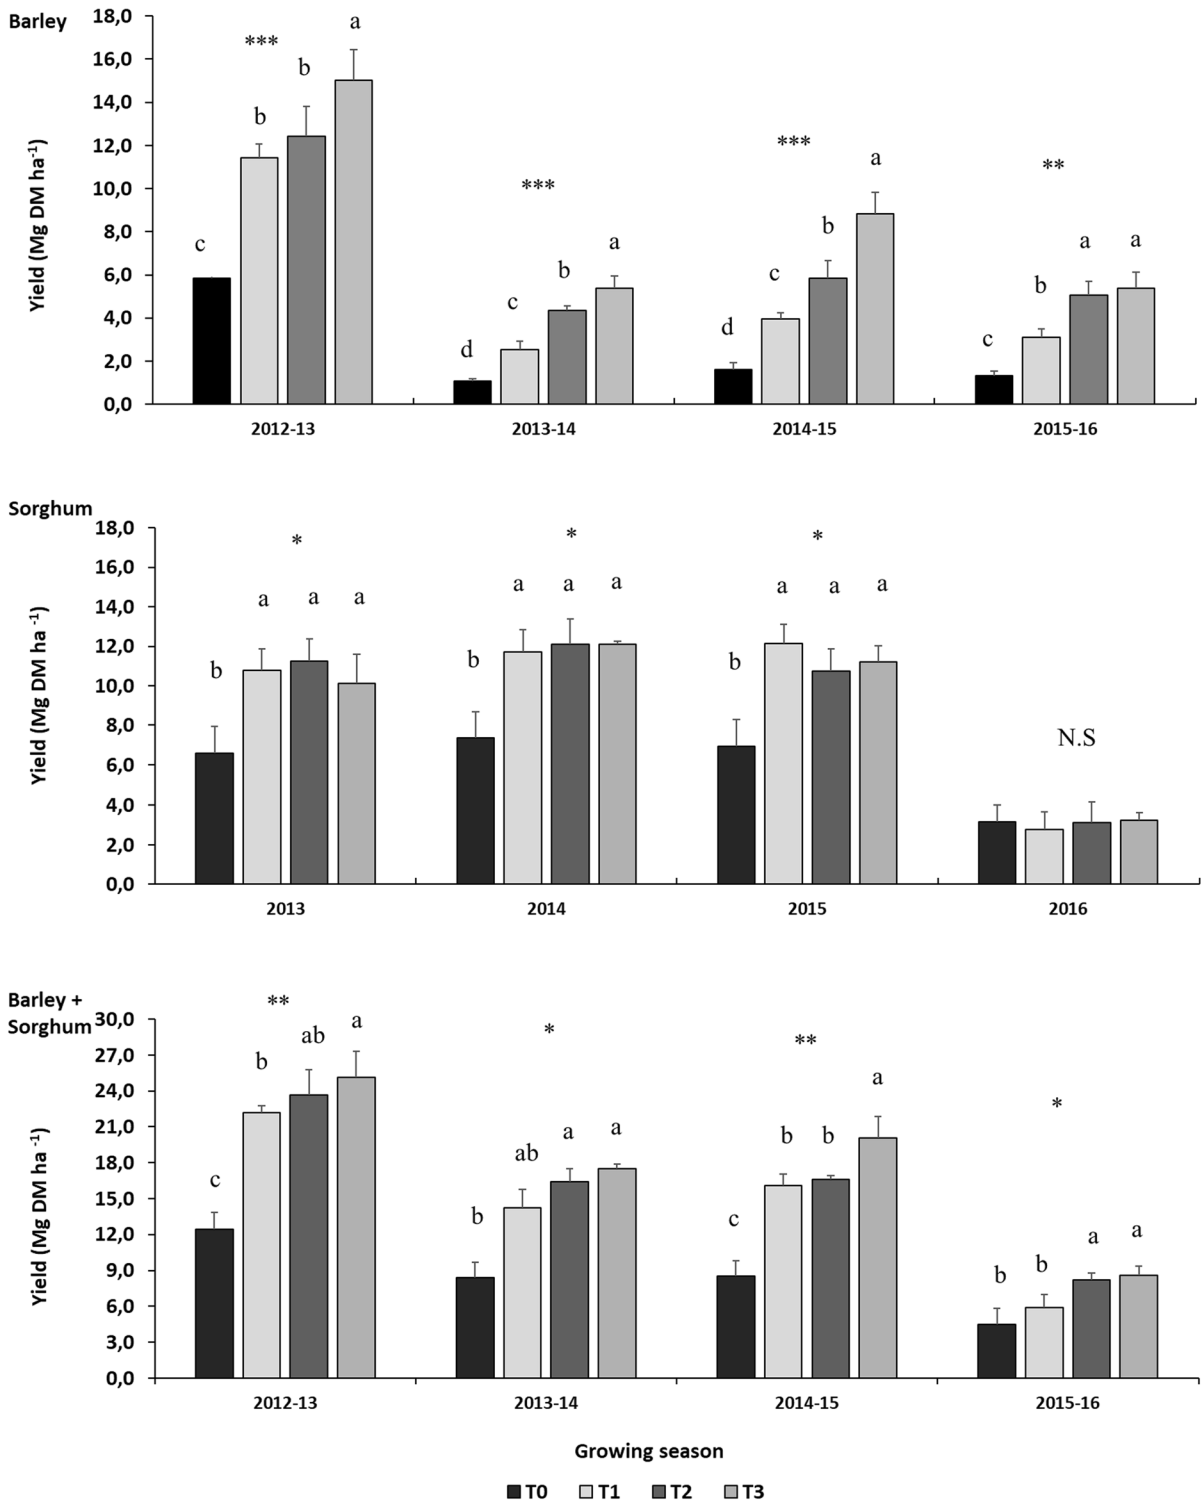 Barley
Yield (Mg DM ha-1)
18,0
16,0
14,0
12,0
10,0
8,0
6,0
4,0
2,0
0,0
*** *** *** **
c b b a
d c b a
d c b a
c b a a
2012-13 2013-14 2014-15 2015-16
Sorghum
Yield (Mg DM ha -1)
18,0
16,0
14,0
12,0
10,0
8,0
6,0
4,0
2,0
0,0
* * * N.S
b a a a
b a a a
b a a a
2013 2014 2015 2016
Barley +
Sorghum
Yield (Mg DM ha -1)
30,0
27,0
24,0
21,0
18,0
15,0
12,0
9,0
6,0
3,0
0,0
** * ** *
c b ab a
b ab a a
c b b a
b b a a
2012-13 2013-14 2014-15 2015-16
Growing season
T0 T1 T2 T3